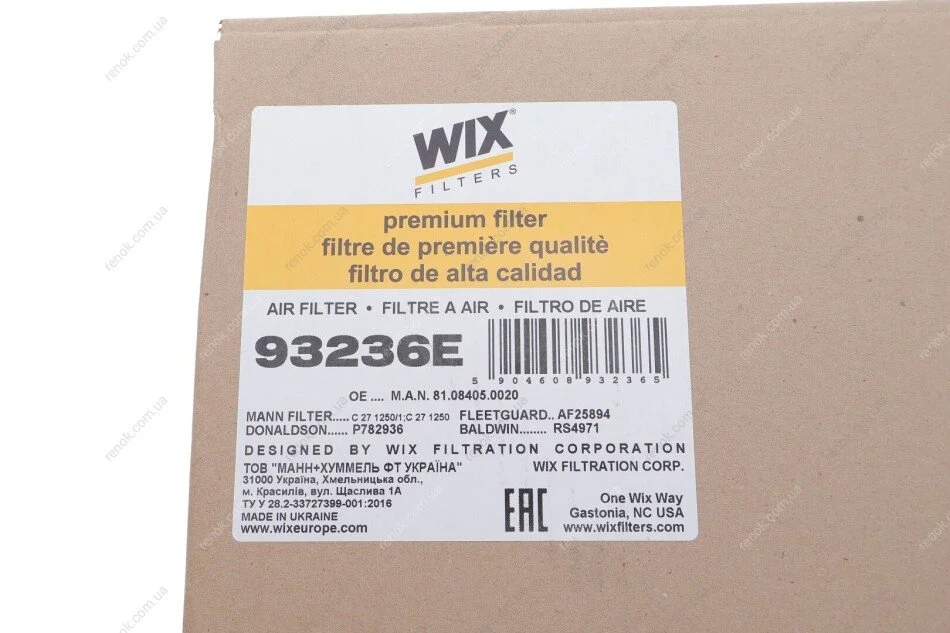 WIX®
FILTERS
premium filter
filtre de première qualitè
filtro de alta calidad
AIR FILTER • FILTRE A AIR • FILTRO DE AIRE
93236E
5 904608 932365
OE .... M.A.N. 81.08405.0020
MANN FILTER..... C 27 1250/1;C 27 1250 FLEETGUARD.. AF25894
DONALDSON...... P782936 BALDWIN........ RS4971
DESIGNED BY WIX FILTRATION CORPORATION
ТОВ "МАНН+ХУММЕЛЬ ФТ УКРАЇНА" WIX FILTRATION CORP.
31000 Україна, Хмельницька обл.,
м. Красилів, вул. Щаслива 1А
ТУ У 28.2-33727399-001:2016
MADE IN UKRAINE
www.wixeurope.com
EAC
One Wix Way
Gastonia, NC USA
www.wixfilters.com
renok.com.ua